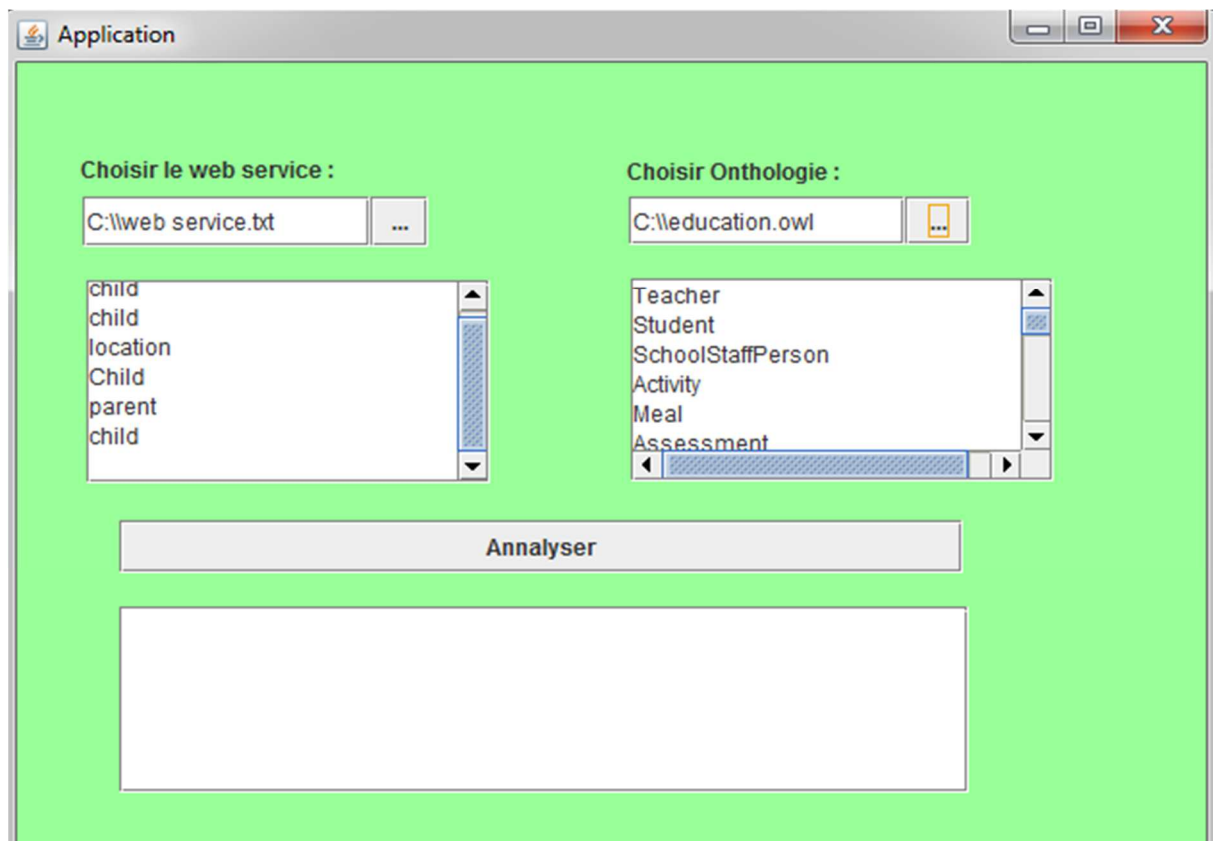 Application
Choisir le web service :
C:\\web service.txt
...
child
child
location
Child
parent
child
Choisir Onthologie :
C:\\education.owl
...
Teacher
Student
SchoolStaffPerson
Activity
Meal
Assessment
Annalyser